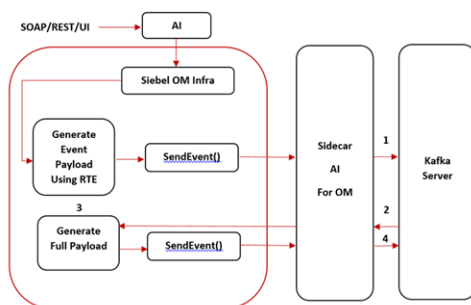 SOAP/REST/UI
AI
Siebel OM Infra
Generate
Event
Payload
Using RTE
SendEvent()
Sidecar
AI
For OM
1
Kafka
Server
2
3
Generate
Full Payload
SendEvent()
4